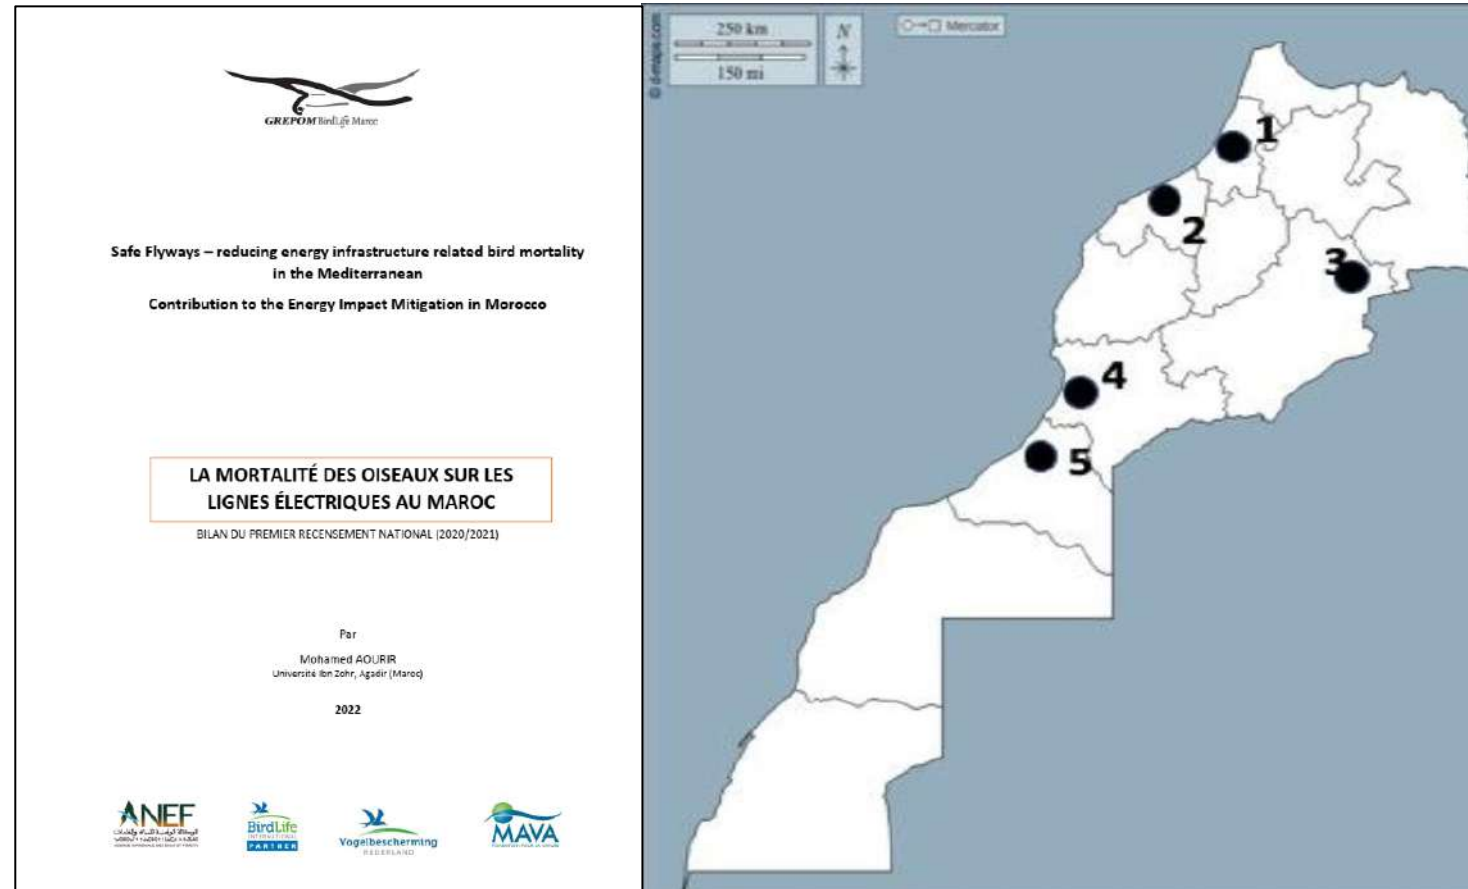 GREPOM BirdLife Maroc
Safe Flyways – reducing energy infrastructure related bird mortality
in the Mediterranean
Contribution to the Energy Impact Mitigation in Morocco
LA MORTALITÉ DES OISEAUX SUR LES
LIGNES ÉLECTRIQUES AU MAROC
BILAN DU PREMIER RECENSEMENT NATIONAL (2020/2021)
Par
Mohamed AOURIR
Université Ibn Zohr, Agadir (Maroc)
2022
ANEF
BirdLife
INTERNATIONAL
PARTNER
Vogelbescherming
NEDERLAND
MAVA
© d-maps.com
250 km
150 mi
N
Mercator
1
2
3
4
5